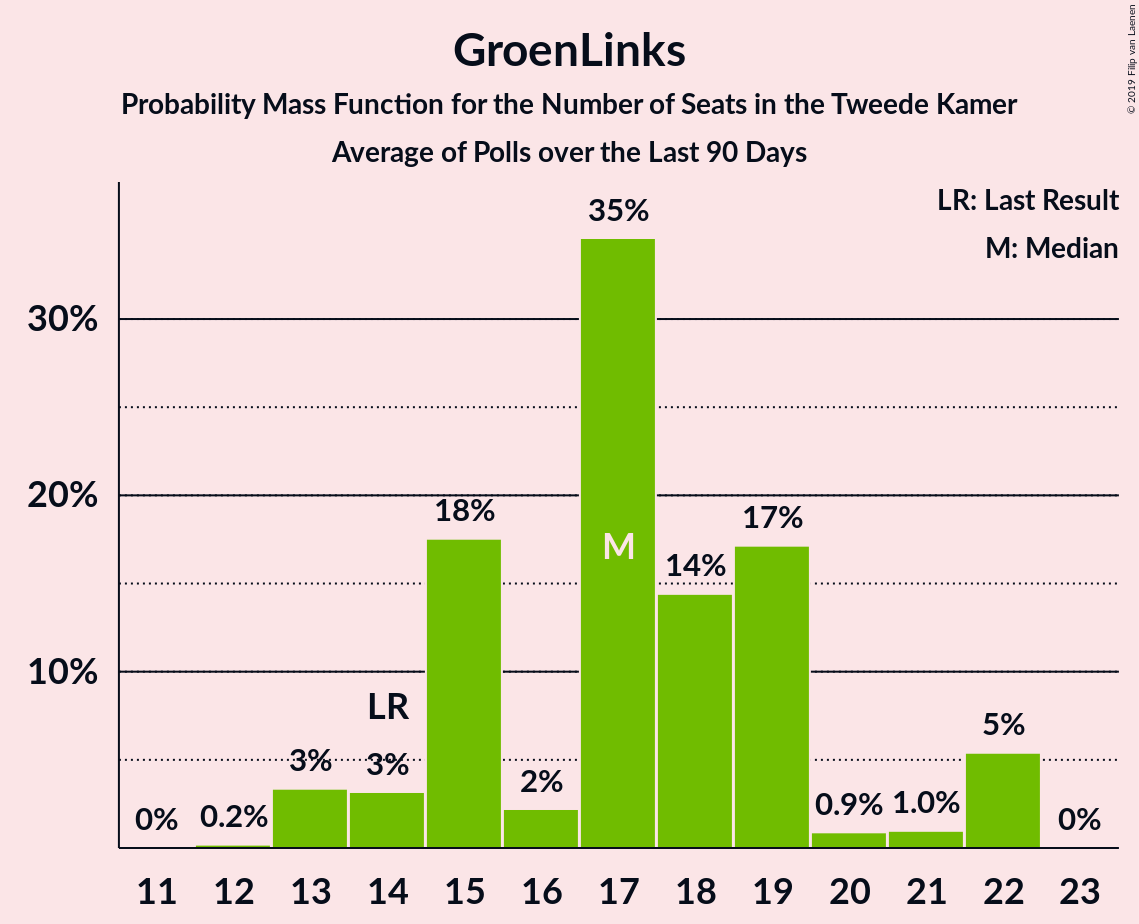 GroenLinks
Probability Mass Function for the Number of Seats in the Tweede Kamer
Average of Polls over the Last 90 Days
© 2019 Filip van Laenen
LR: Last Result
M: Median
35%
30%
20%
18%
17%
M
14%
10%
LR
5%
3%
3%
2%
0.9%
1.0%
0%
0.2%
0%
11 12 13 14 15 16 17 18 19 20 21 22 23